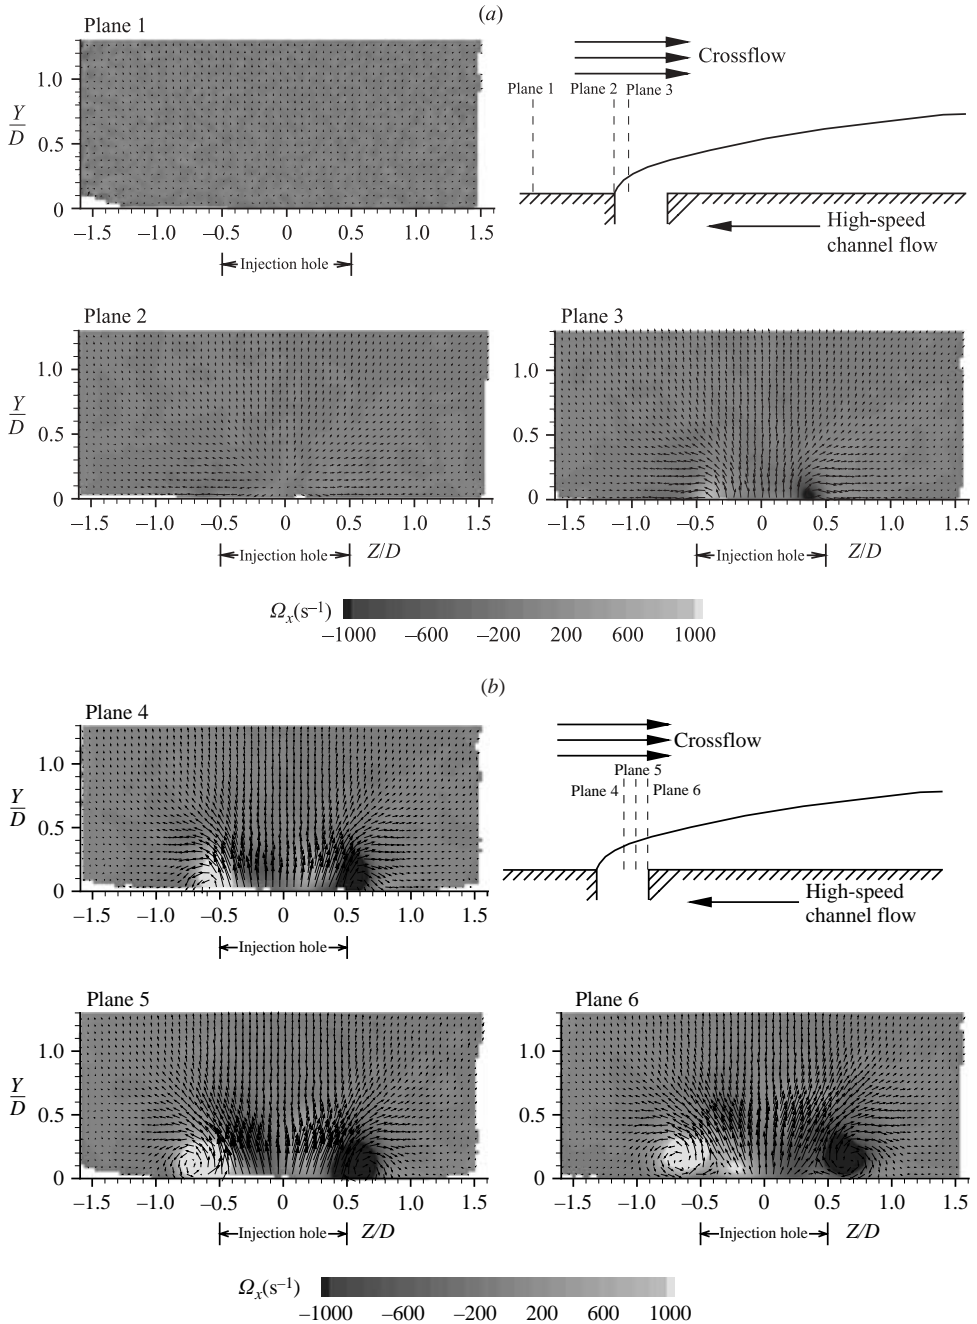 (a)
Plane 1
Y/D
1.0
0.5
0
–1.5 –1.0 –0.5 0 0.5 1.0 1.5
Injection hole
Crossflow
Plane 1 Plane 2 Plane 3
High-speed
channel flow
Plane 2
Y/D
1.0
0.5
0
–1.5 –1.0 –0.5 0 0.5 1.0 1.5
Injection hole
Z/D
Plane 3
1.0
0.5
0
–1.5 –1.0 –0.5 0 0.5 1.0 1.5
Injection hole
Z/D
Ωx(s–1)
–1000 –600 –200 200 600 1000
(b)
Plane 4
Y/D
1.0
0.5
0
–1.5 –1.0 –0.5 0 0.5 1.0 1.5
Injection hole
Crossflow
Plane 5
Plane 4 Plane 6
High-speed
channel flow
Plane 5
Y/D
1.0
0.5
0
–1.5 –1.0 –0.5 0 0.5 1.0 1.5
Injection hole
Z/D
Plane 6
1.0
0.5
0
–1.5 –1.0 –0.5 0 0.5 1.0 1.5
Injection hole
Z/D
Ωx(s–1)
–1000 –600 –200 200 600 1000